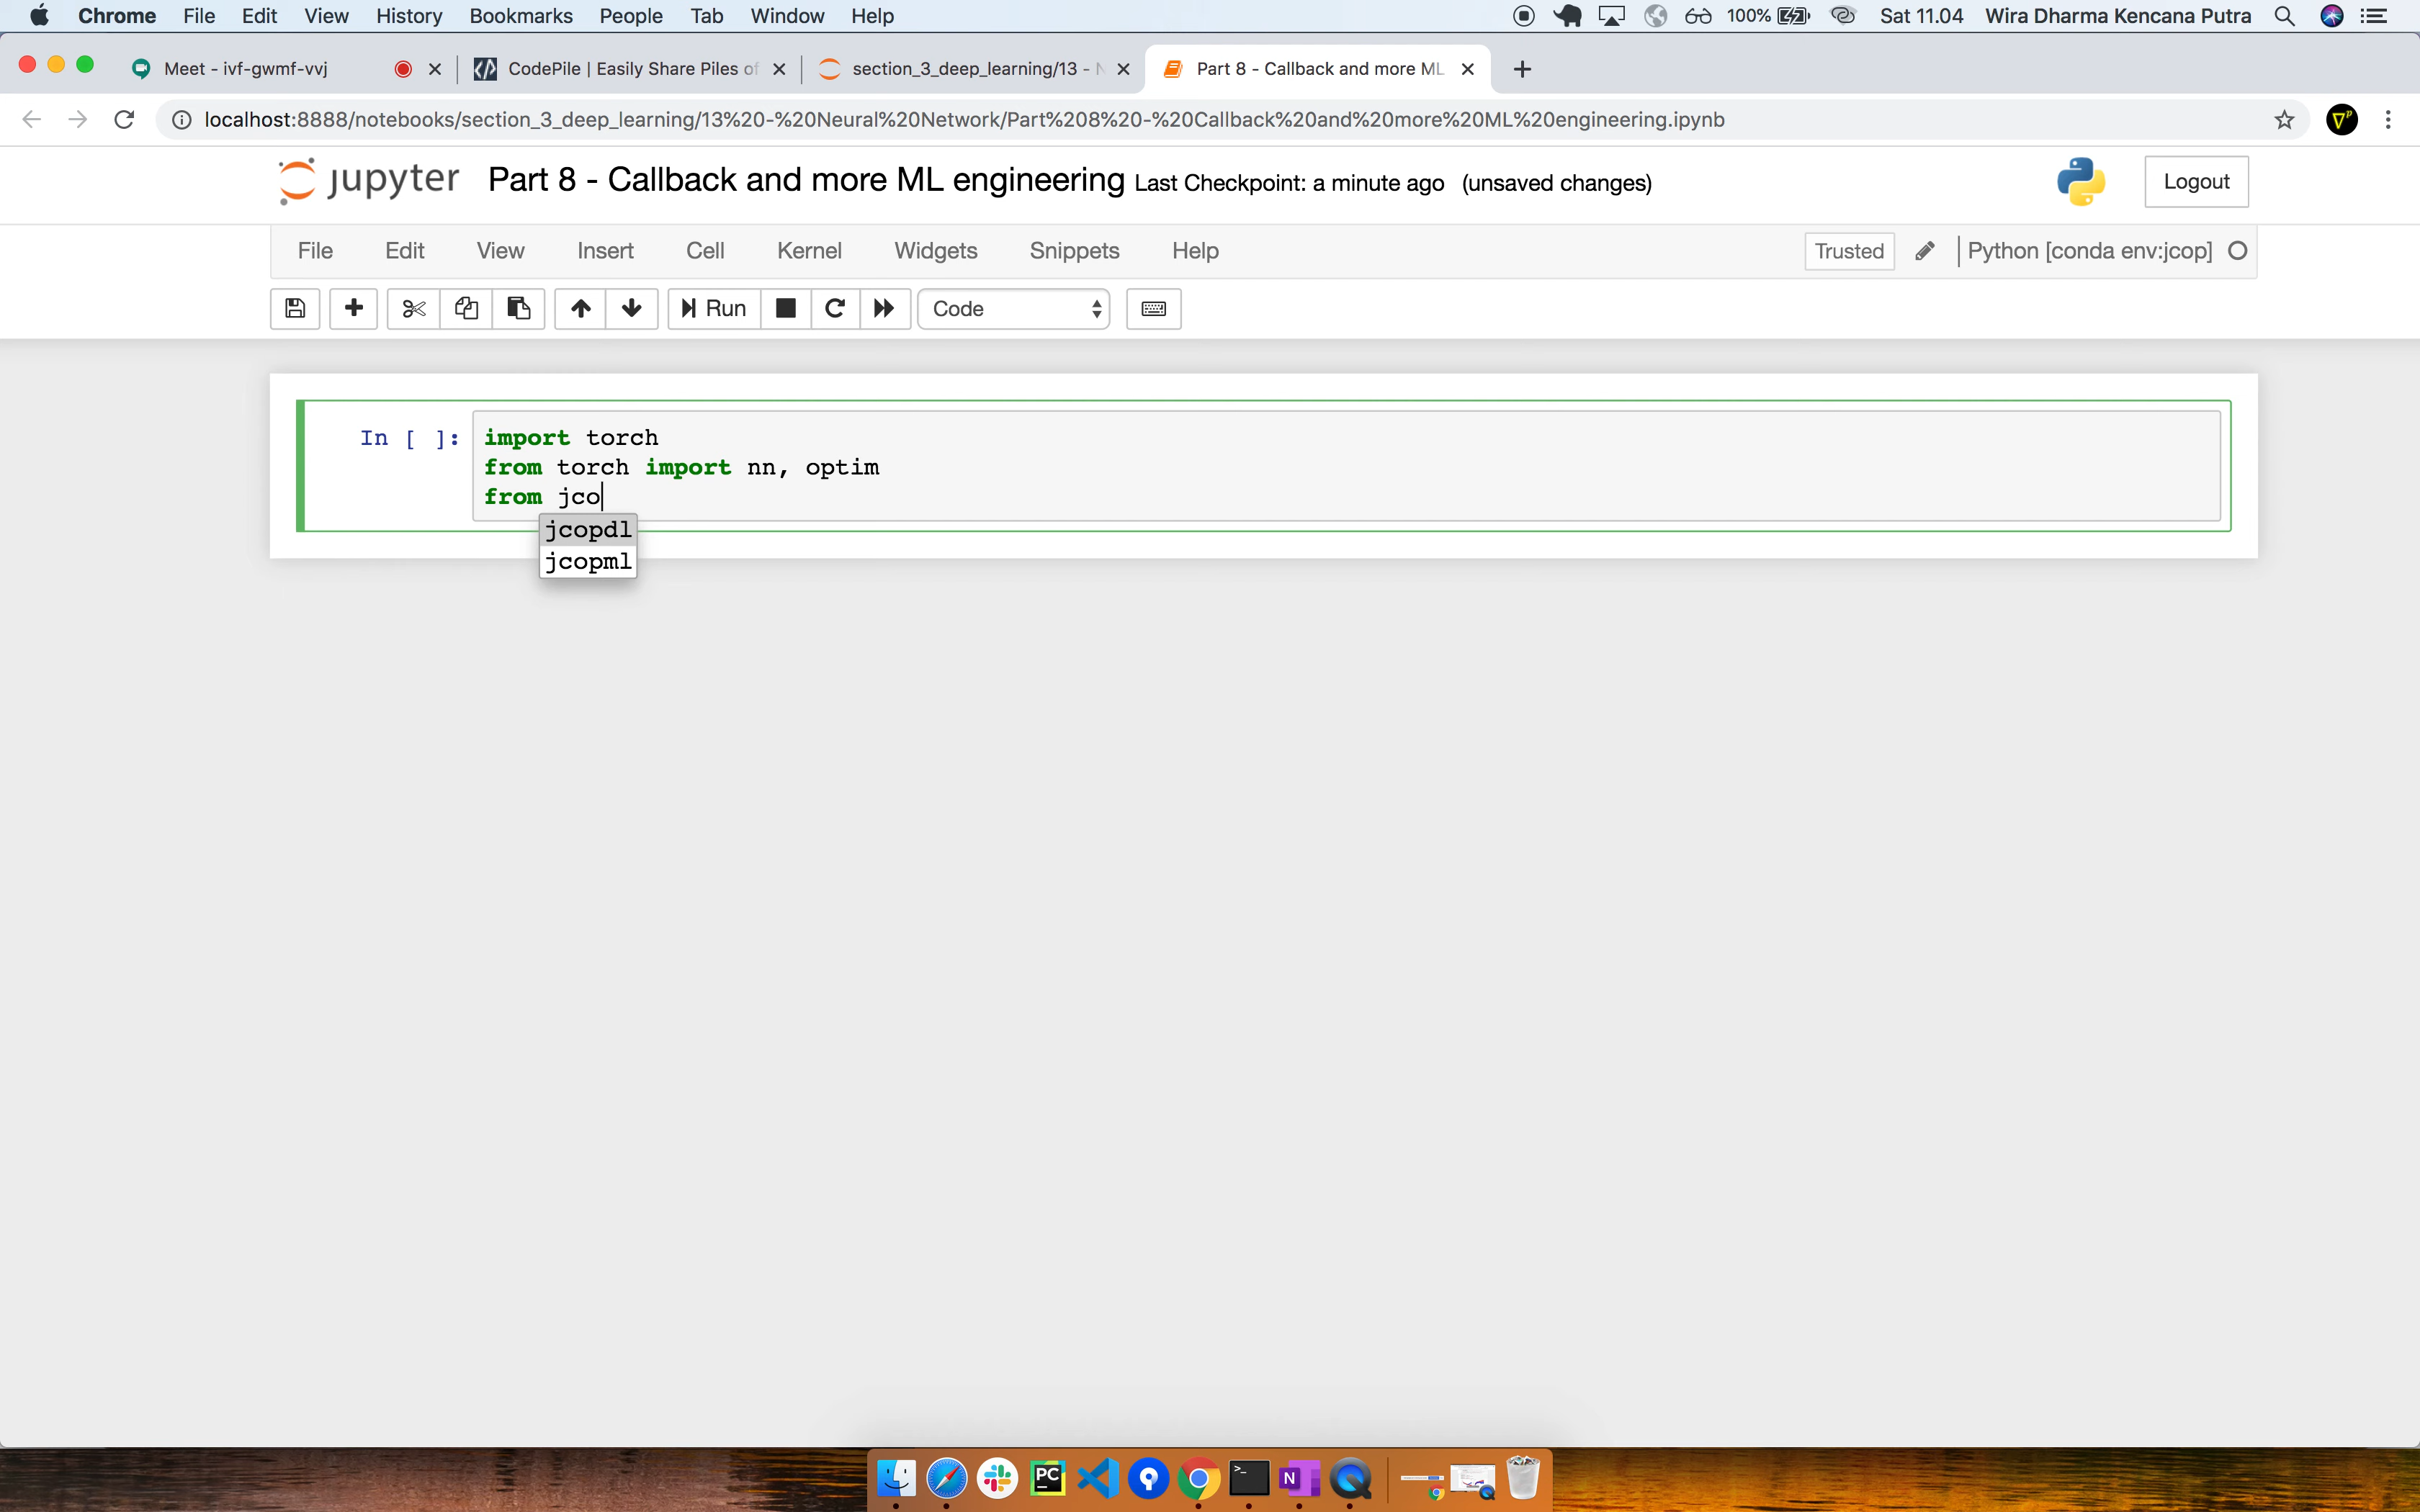 Chrome File Edit View History Bookmarks People Tab Window Help 100% Sat 11.04 Wira Dharma Kencana Putra
Meet - ivf-gwmf-vvj CodePile | Easily Share Piles of section_3_deep_learning/13 - N Part 8 - Callback and more ML
localhost:8888/notebooks/section_3_deep_learning/13%20-%20Neural%20Network/Part%208%20-%20Callback%20and%20more%20ML%20engineering.ipynb
jupyter Part 8 - Callback and more ML engineering Last Checkpoint: a minute ago (unsaved changes) Logout
File Edit View Insert Cell Kernel Widgets Snippets Help Trusted Python [conda env:jcop]
Run Code
In [ ]: import torch
from torch import nn, optim
from jco
jcopdl
jcopml